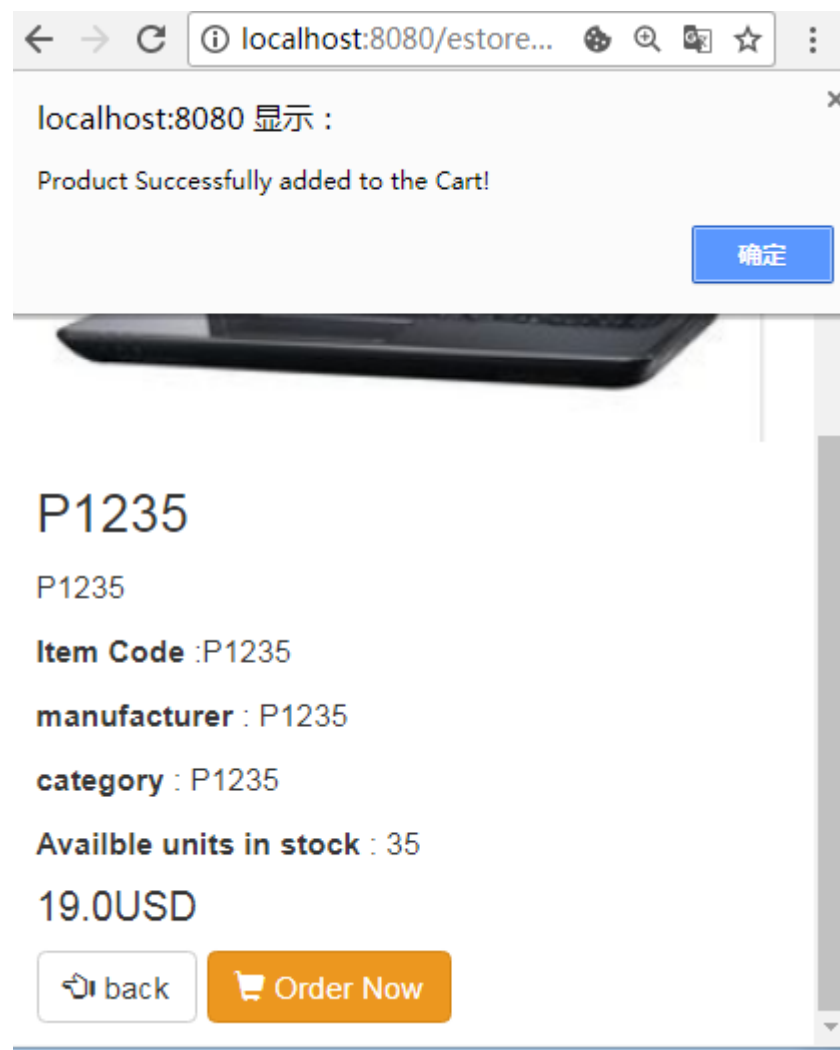 localhost:8080/estore...
localhost:8080 显示：
Product Successfully added to the Cart!
确定
P1235
P1235
Item Code :P1235
manufacturer : P1235
category : P1235
Availble units in stock : 35
19.0USD
back
Order Now